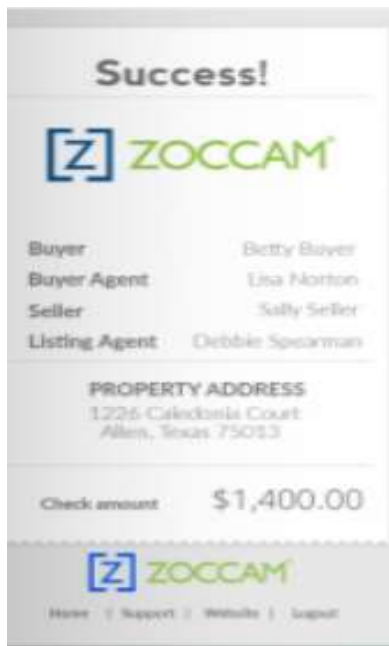 Success!
[Z] ZOCCAM
Buyer Betty Buyer
Buyer Agent Lisa Norton
Seller Sally Seller
Listing Agent Debbie Spearman
PROPERTY ADDRESS
1226 Caledonia Court
Allen, Texas 75013
Check amount $1,400.00
[Z] ZOCCAM
Home | Support | Website | Logout